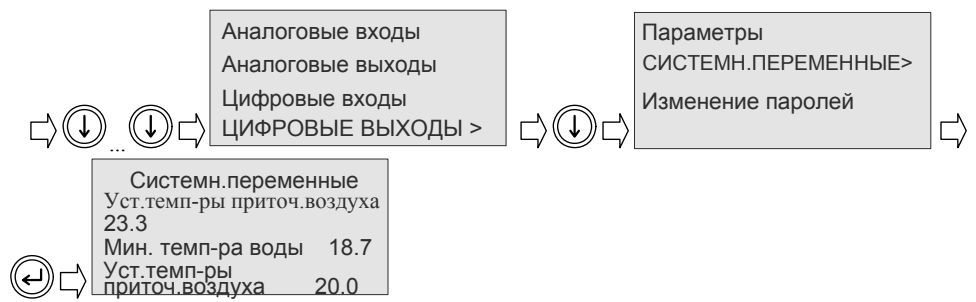 Аналоговые входы
Аналоговые выходы
Цифровые входы
ЦИФРОВЫЕ ВЫХОДЫ >
...
Параметры
СИСТЕМН.ПЕРЕМЕННЫЕ>
Изменение паролей
Системн.переменные
Уст.темп-ры приточ.воздуха
23.3
Мин. темп-ра воды 18.7
Уст.темп-ры
приточ.воздуха 20.0